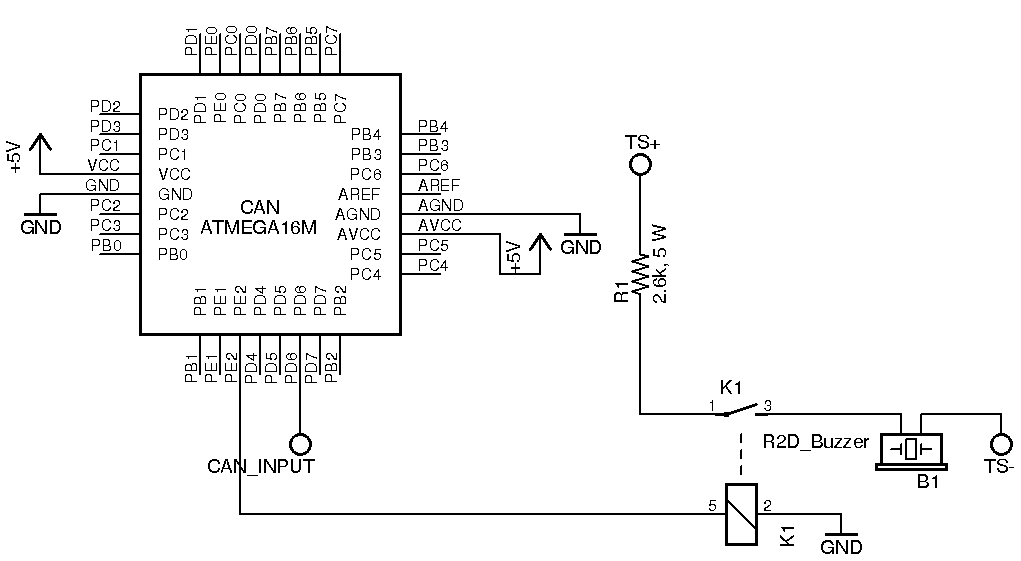 PD1 PE0 PC0 PD0 PB7 PB6 PB5 PC7
PD1 PE0 PC0 PD0 PB7 PB6 PB5 PC7
PD2 PD2
PD3 PD3
PC1 PC1
VCC VCC
GND GND
PC2 PC2
PC3 PC3
PB0 PB0
+5V
GND
CAN
ATMEGA16M
PB4 PB4
PB3 PB3
PC6 PC6
AREF AREF
AGND AGND
AVCC AVCC
PC5 PC5
PC4 PC4
GND
+5V
PB1 PE1 PE2 PD4 PD5 PD6 PD7 PB2
PB1 PE1 PE2 PD4 PD5 PD6 PD7 PB2
CAN_INPUT
TS+
R1
2.6k, 5 W
K1
1 3
R2D_Buzzer
B1
TS-
5 2
K1
GND